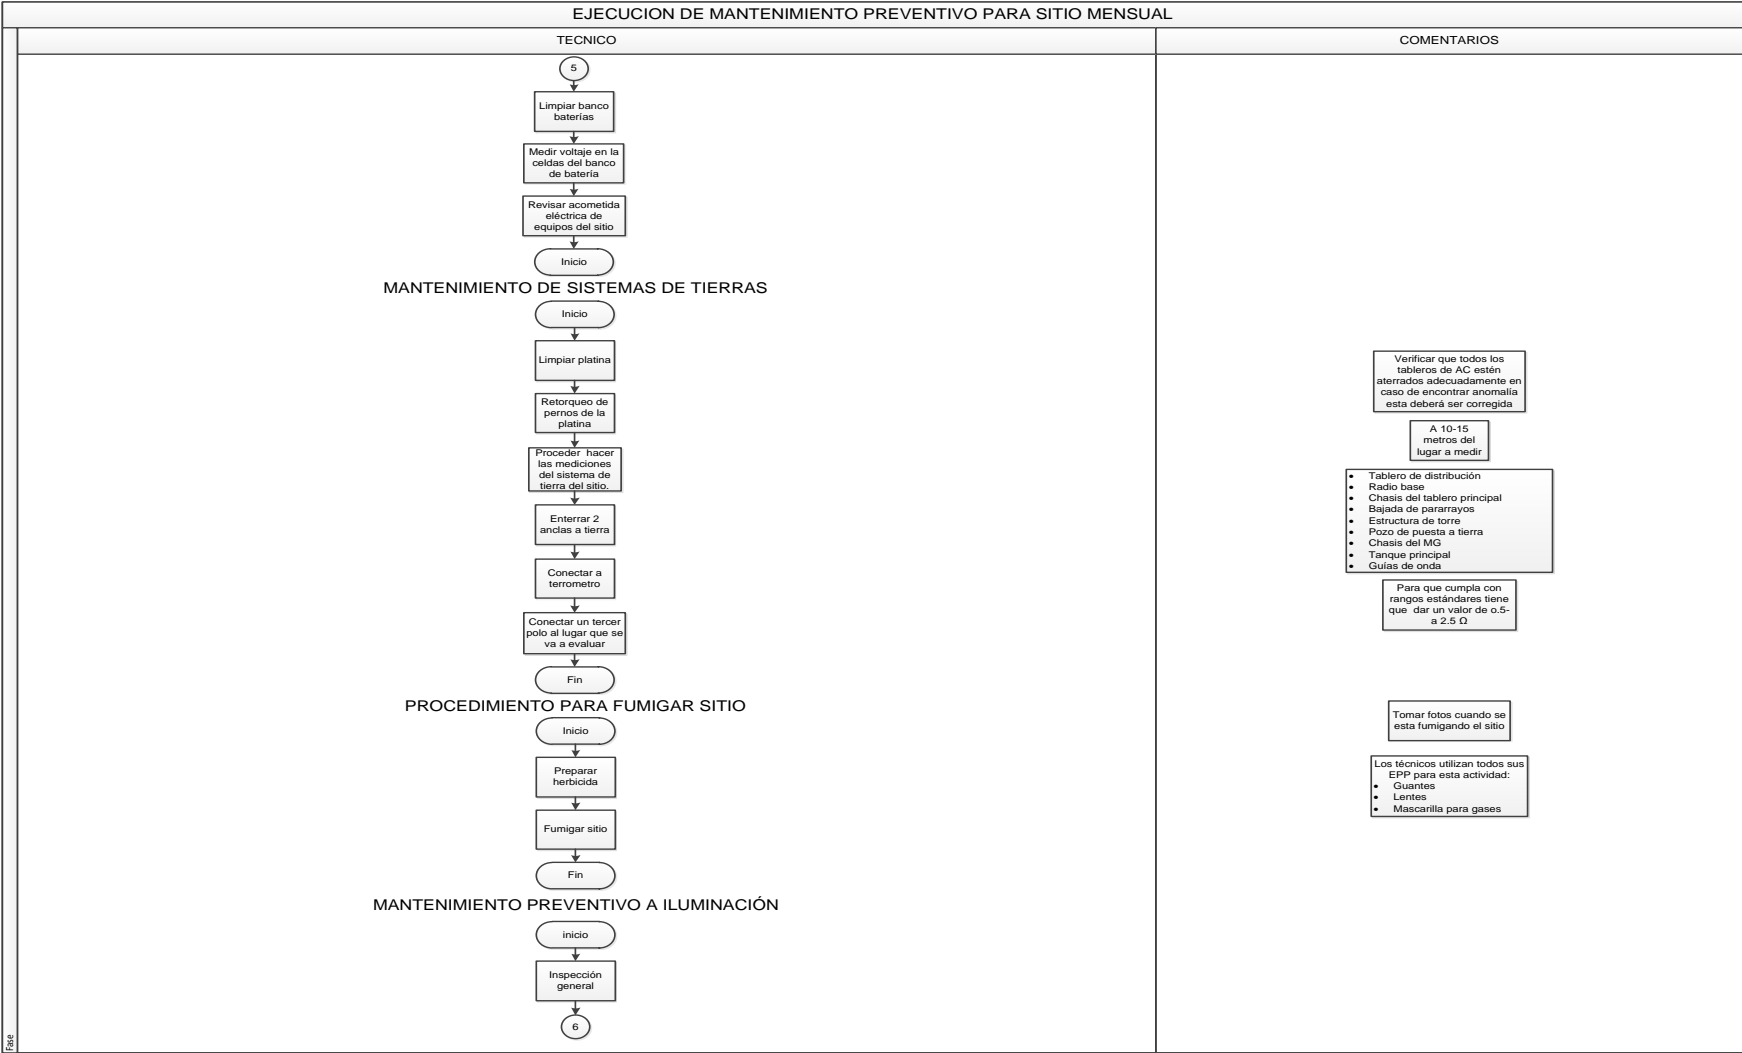 EJECUCION DE MANTENIMIENTO PREVENTIVO PARA SITIO MENSUAL
TECNICO
COMENTARIOS
Fase
5
Limpiar banco
baterías
Medir voltaje en la
celdas del banco
de batería
Revisar acometida
eléctrica de
equipos del sitio
Inicio
MANTENIMIENTO DE SISTEMAS DE TIERRAS
Inicio
Limpiar platina
Retorqueo de
pernos de la
platina
Proceder hacer
las mediciones
del sistema de
tierra del sitio.
Enterrar 2
anclas a tierra
Conectar a
terrometro
Conectar un tercer
polo al lugar que se
va a evaluar
Fin
Verificar que todos los
tableros de AC estén
aterrados adecuadamente en
caso de encontrar anomalía
esta deberá ser corregida
A 10-15
metros del
lugar a medir
• Tablero de distribución
• Radio base
• Chasis del tablero principal
• Bajada de pararrayos
• Estructura de torre
• Pozo de puesta a tierra
• Chasis del MG
• Tanque principal
• Guías de onda
Para que cumpla con
rangos estándares tiene
que dar un valor de o.5-
a 2.5 Ω
PROCEDIMIENTO PARA FUMIGAR SITIO
Inicio
Preparar
herbicida
Fumigar sitio
Fin
Tomar fotos cuando se
esta fumigando el sitio
Los técnicos utilizan todos sus
EPP para esta actividad:
• Guantes
• Lentes
• Mascarilla para gases
MANTENIMIENTO PREVENTIVO A ILUMINACIÓN
inicio
Inspección
general
6